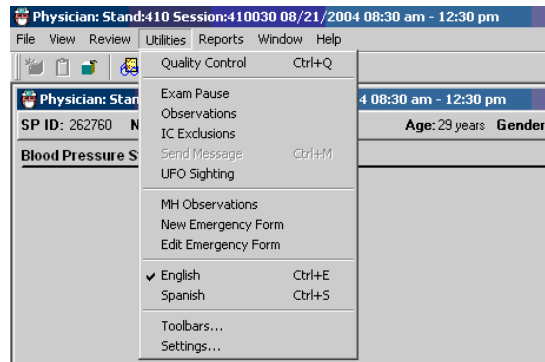 Physician: Stand:410 Session:410030 08/21/2004 08:30 am - 12:30 pm
File View Review Utilities Reports Window Help
Quality Control Ctrl+Q
Physician: Stan 4 08:30 am - 12:30 pm
Exam Pause
Observations
SP ID: 262760 N Age: 29 years Gender
IC Exclusions
Blood Pressure S
Send Message Ctrl+M
UFO Sighting
MH Observations
New Emergency Form
Edit Emergency Form
✓ English Ctrl+E
Spanish Ctrl+S
Toolbars...
Settings...